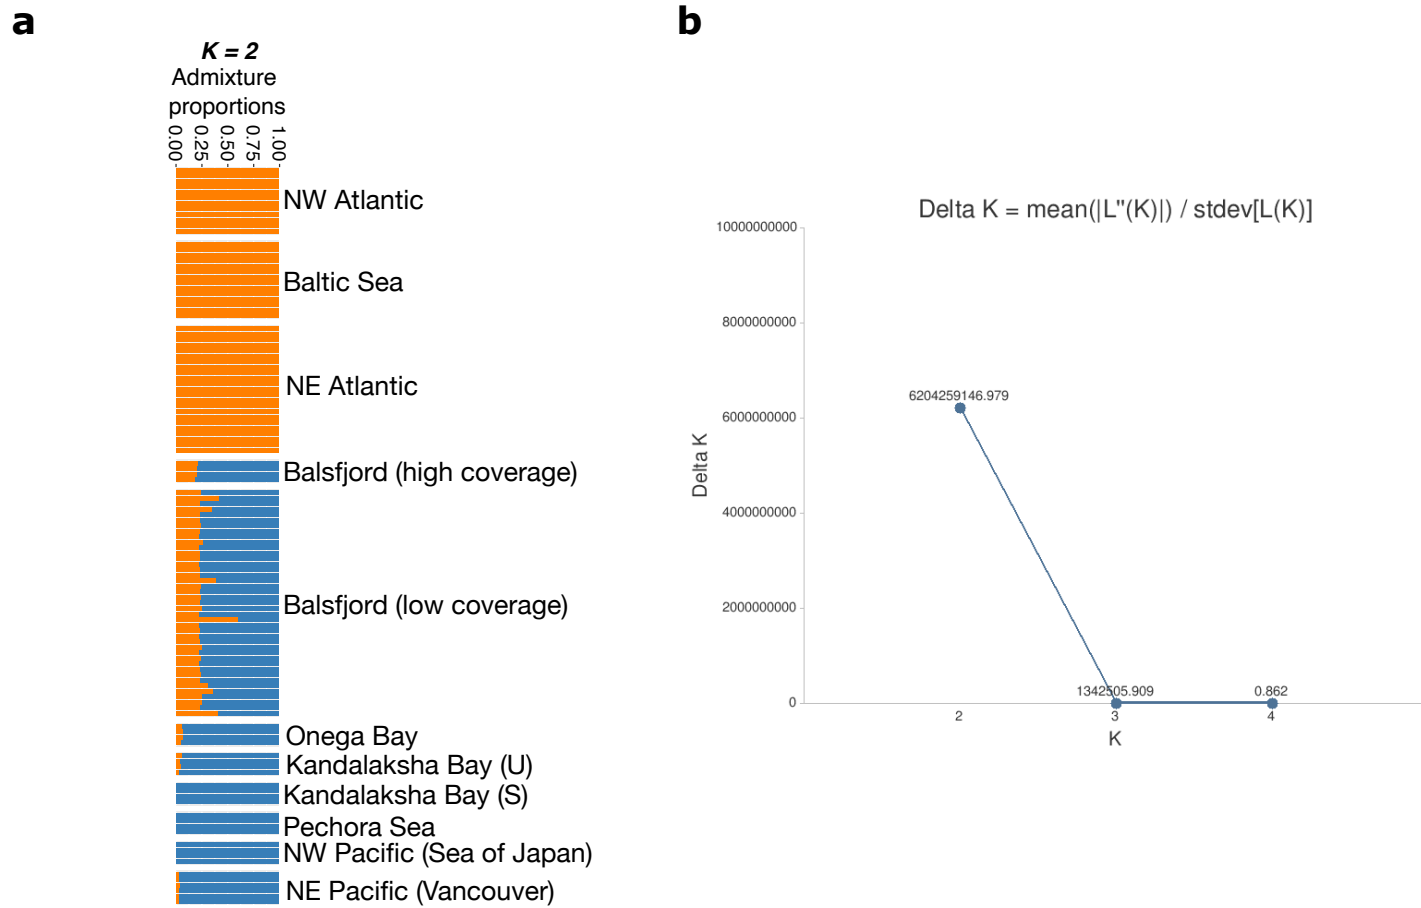 a
K = 2
Admixture
proportions
0.00
0.25
0.50
0.75
1.00
NW Atlantic
Baltic Sea
NE Atlantic
Balsfjord (high coverage)
Balsfjord (low coverage)
Onega Bay
Kandalaksha Bay (U)
Kandalaksha Bay (S)
Pechora Sea
NW Pacific (Sea of Japan)
NE Pacific (Vancouver)
b
Delta K = mean(|L"(K)|) / stdev[L(K)]
10000000000
8000000000
6000000000
4000000000
2000000000
0
Delta K
6204259146.979
1342505.909
0.862
2
3
4
K